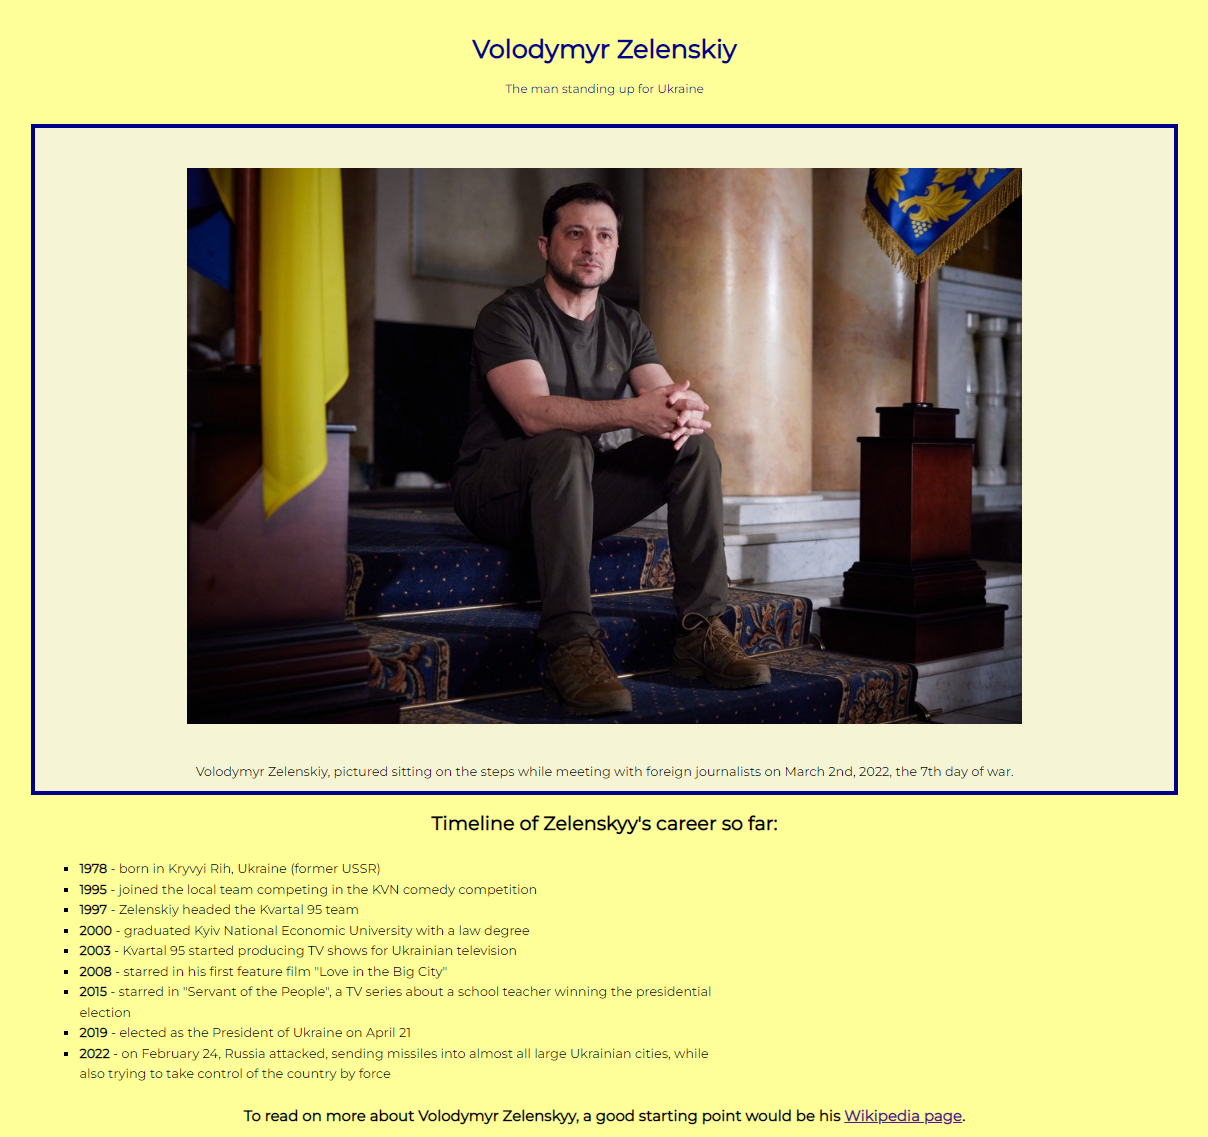 Volodymyr Zelenskiy
The man standing up for Ukraine
Volodymyr Zelenskiy, pictured sitting on the steps while meeting with foreign journalists on March 2nd, 2022, the 7th day of war.
Timeline of Zelenskyy's career so far:
1978 - born in Kryvyi Rih, Ukraine (former USSR)
1995 - joined the local team competing in the KVN comedy competition
1997 - Zelenskiy headed the Kvartal 95 team
2000 - graduated Kyiv National Economic University with a law degree
2003 - Kvartal 95 started producing TV shows for Ukrainian television
2008 - starred in his first feature film "Love in the Big City"
2015 - starred in "Servant of the People", a TV series about a school teacher winning the presidential
election
2019 - elected as the President of Ukraine on April 21
2022 - on February 24, Russia attacked, sending missiles into almost all large Ukrainian cities, while
also trying to take control of the country by force
To read on more about Volodymyr Zelenskyy, a good starting point would be his Wikipedia page.